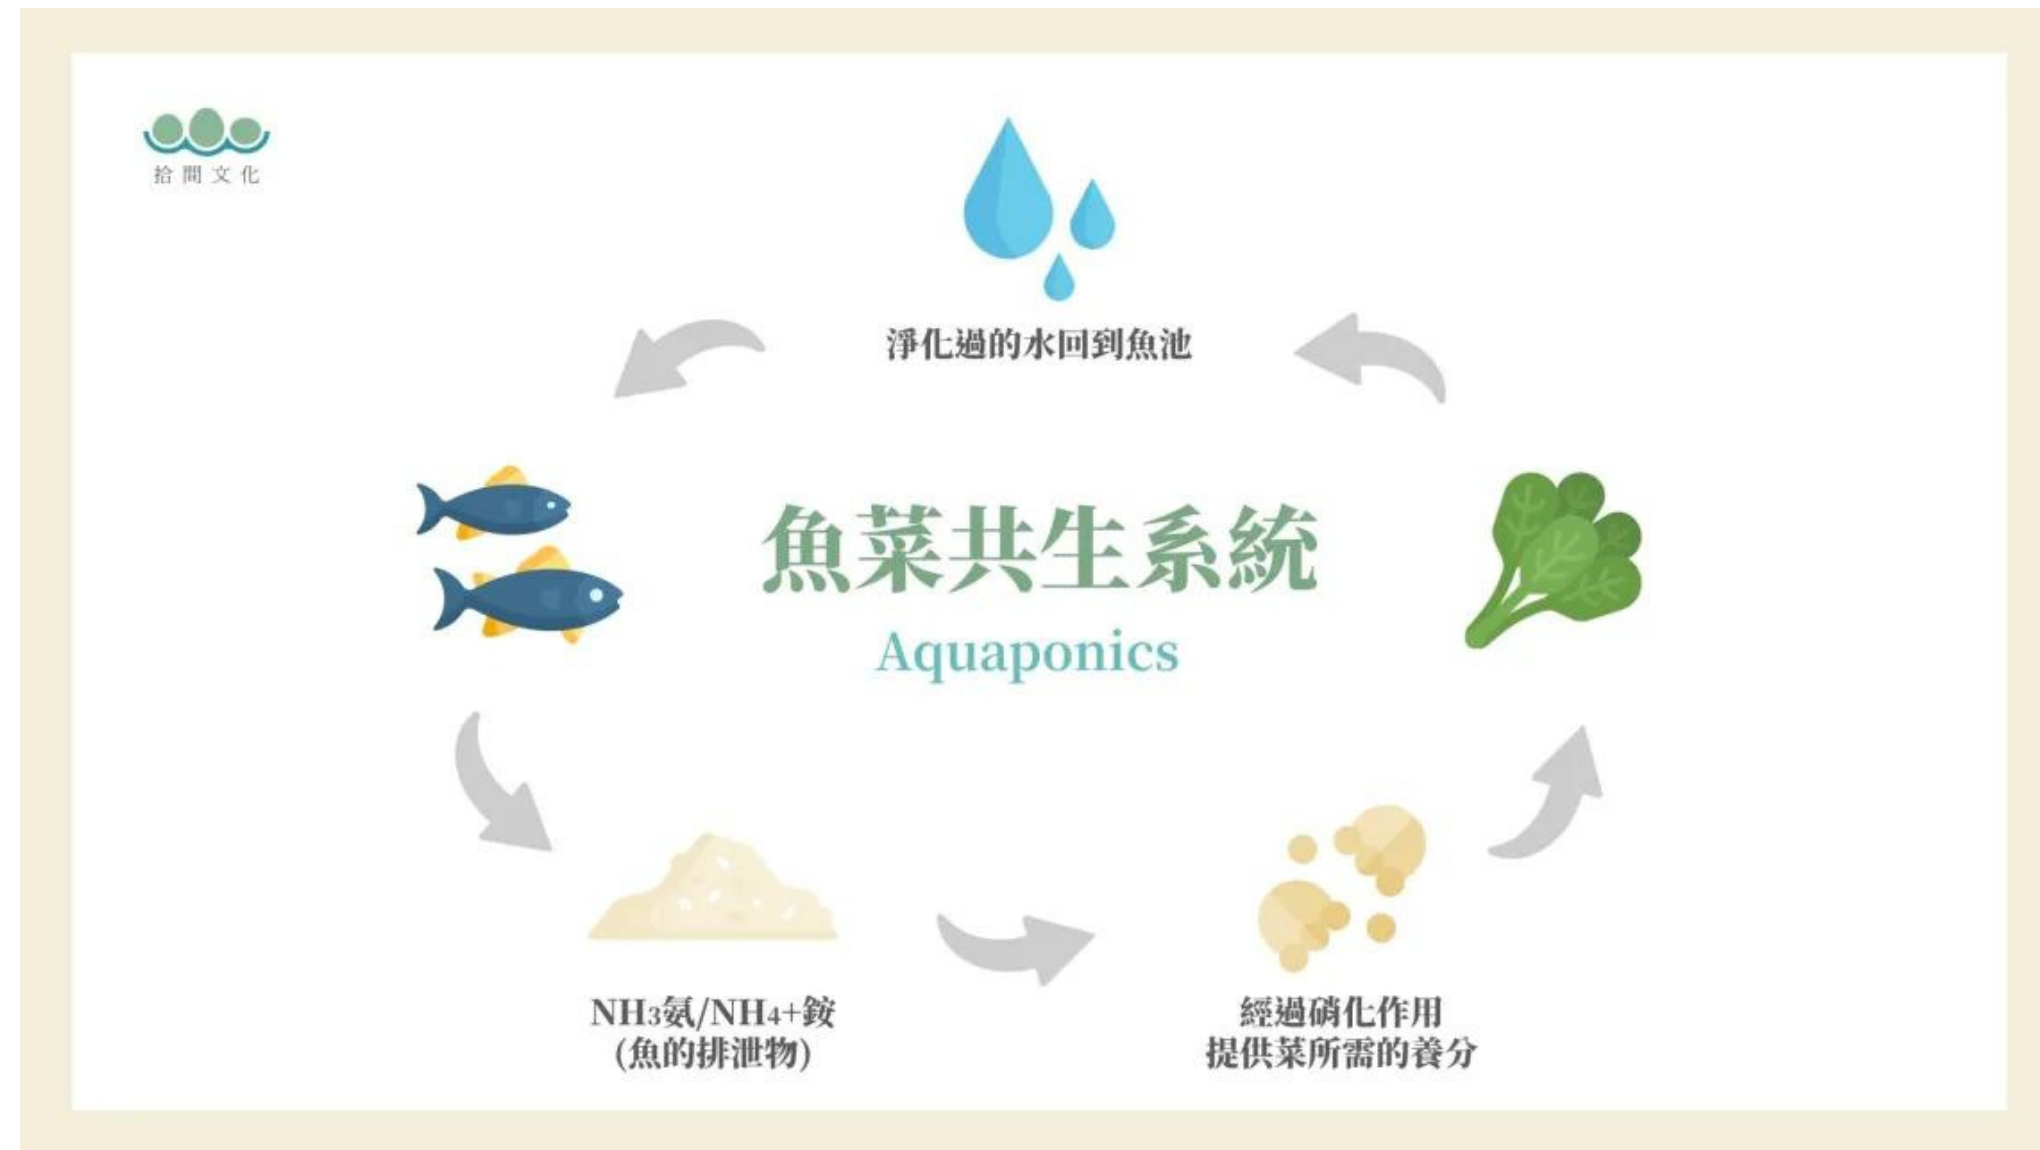 拾間文化
淨化過的水回到魚池
魚菜共生系統
Aquaponics
NH₃氨/NH₄+銨
(魚的排泄物)
經過硝化作用
提供菜所需的養分